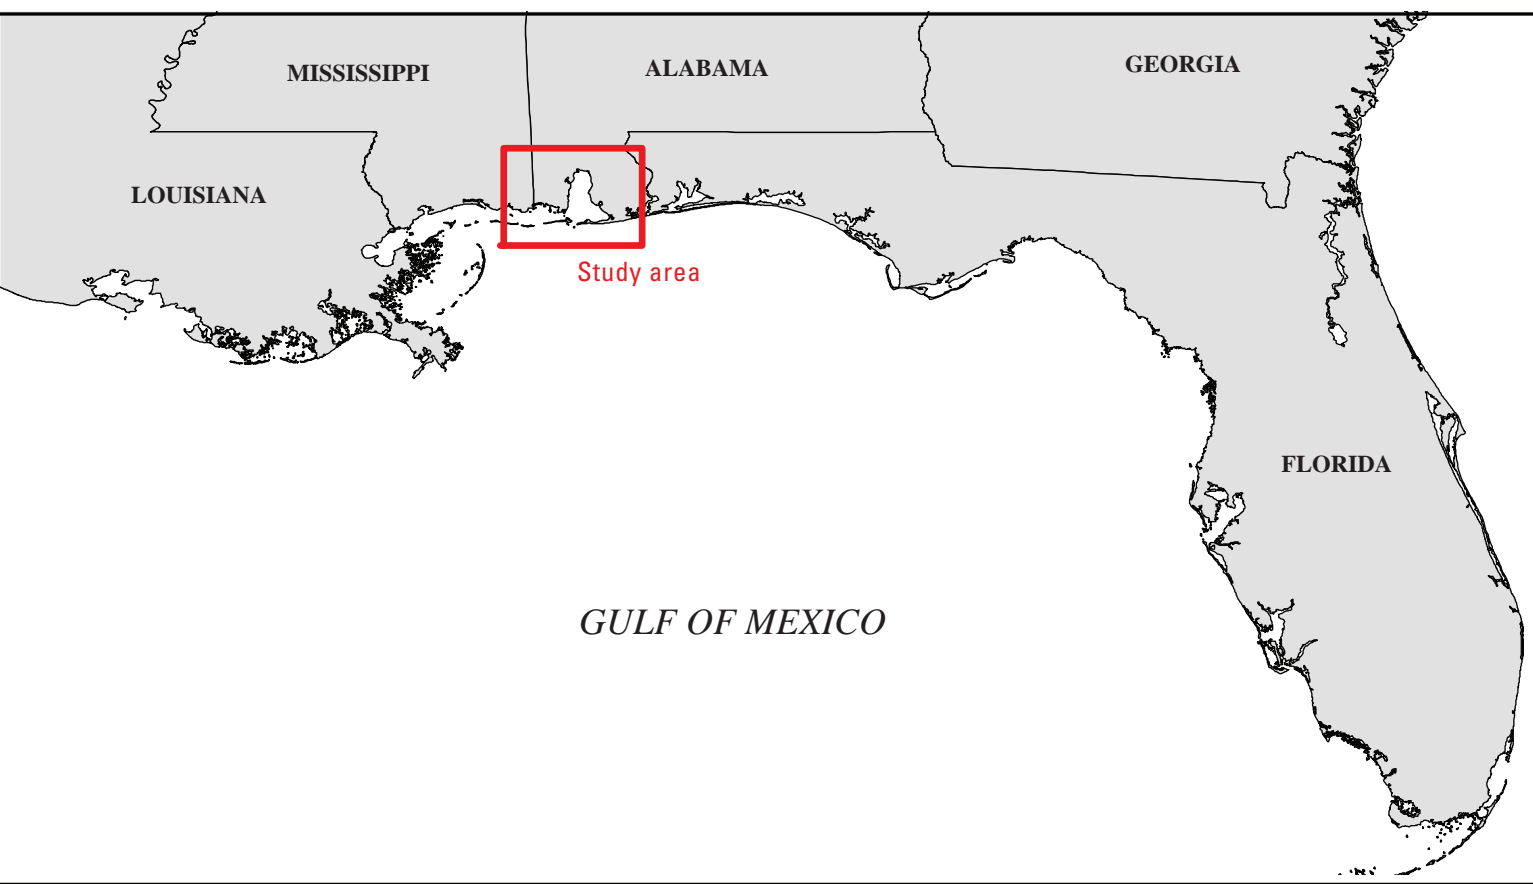 MISSISSIPPI
ALABAMA
GEORGIA
LOUISIANA
Study area
FLORIDA
GULF OF MEXICO